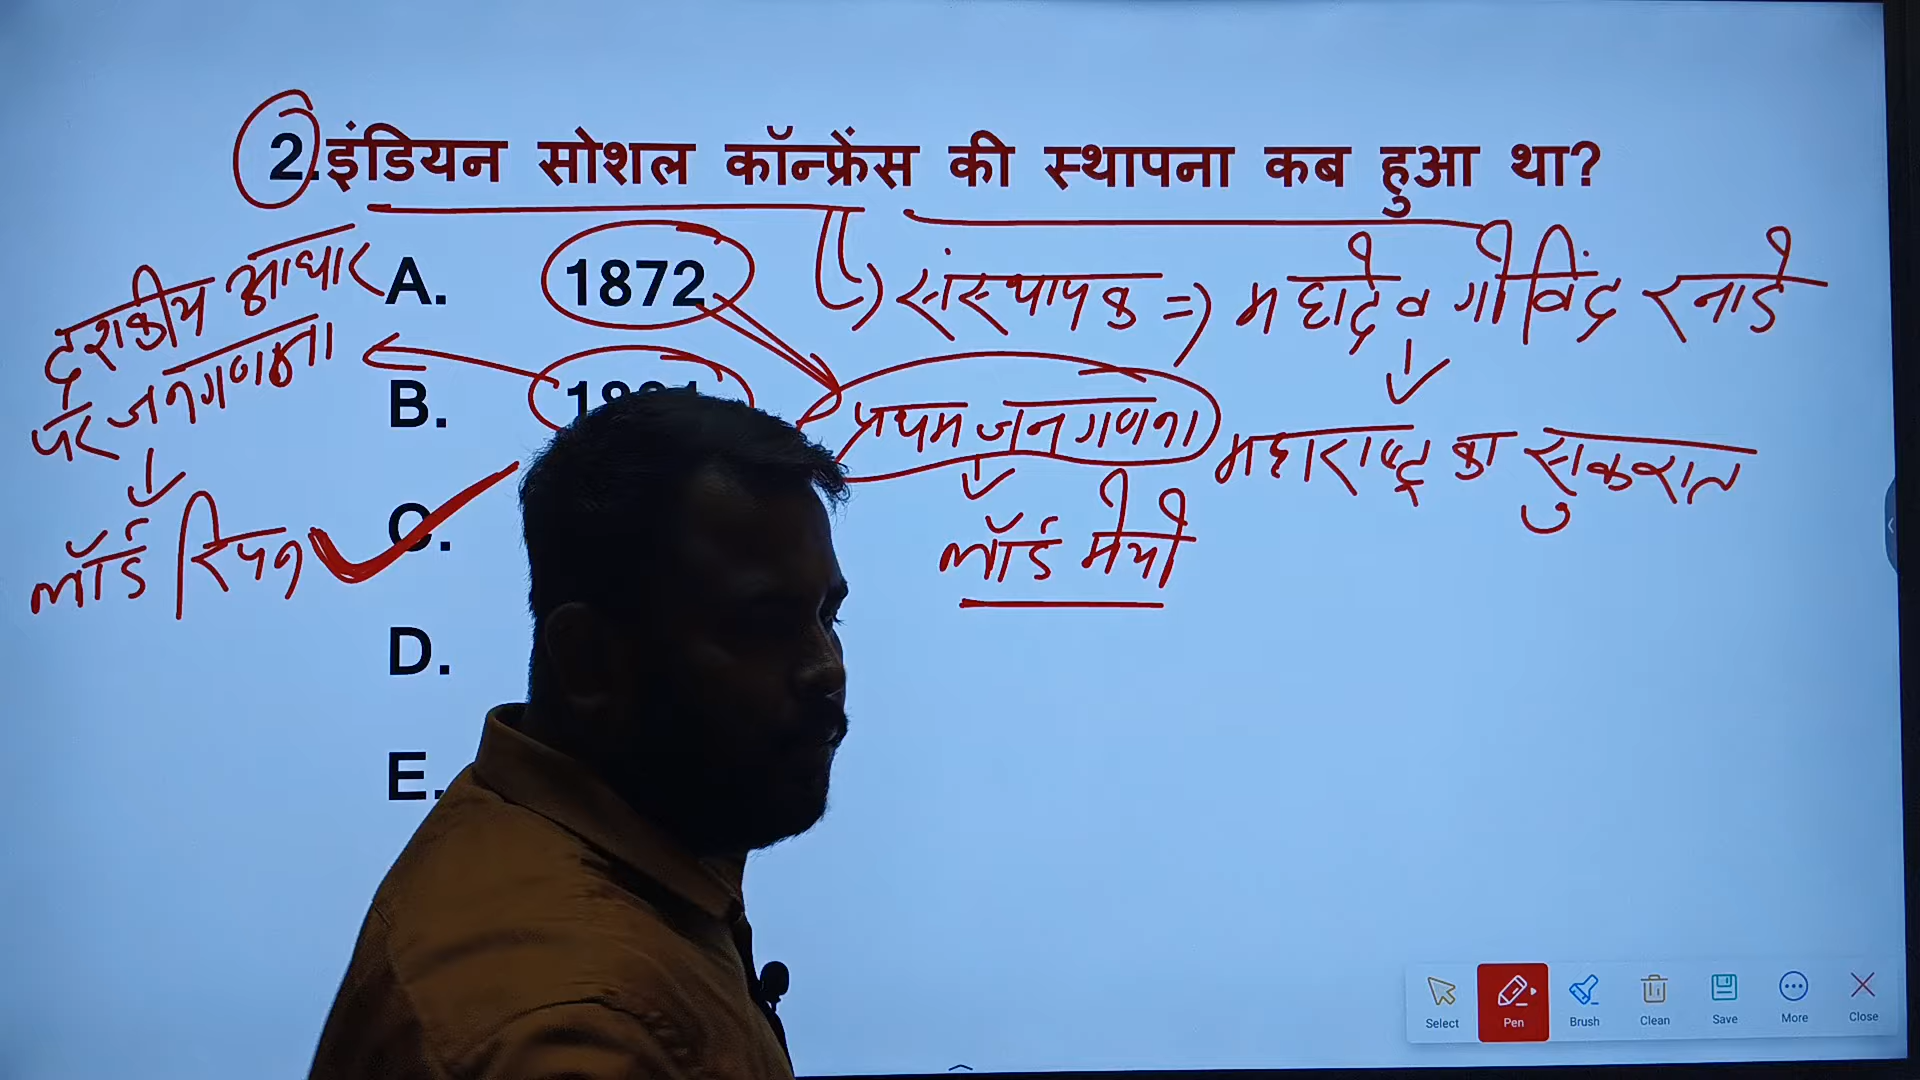 2.इंडियन सोशल कॉन्फ्रेंस की स्थापना कब हुआ था?
A. 1872
संस्थापक => महादेव गोविंद रनाडे
महाराष्ट्र का सुकरात
प्रथम जनगणना
लॉर्ड मेयो
B.
दशकीय आधार
पर जनगणना
लॉर्ड रिपन
C.
D.
E.
Select Pen Brush Clean Save More Close